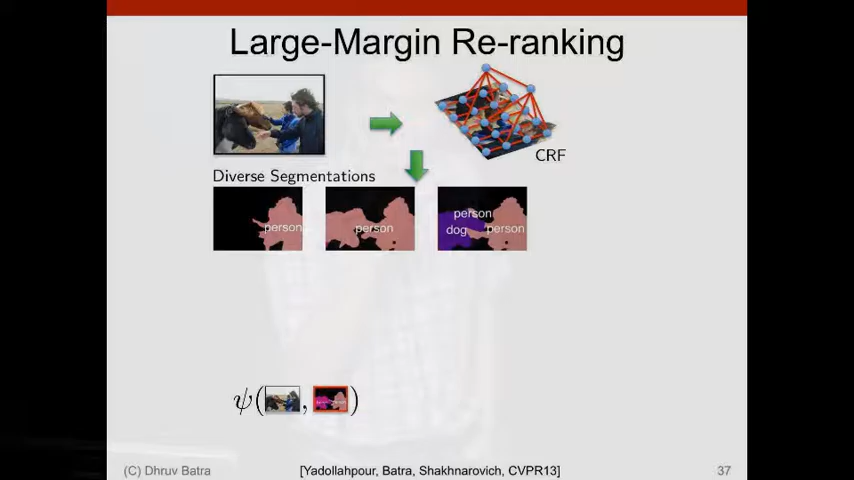 Large-Margin Re-ranking
CRF
Diverse Segmentations
person
person
person
dog
person
ψ( , )
(C) Dhruv Batra
[Yadollahpour, Batra, Shakhnarovich, CVPR13]
37